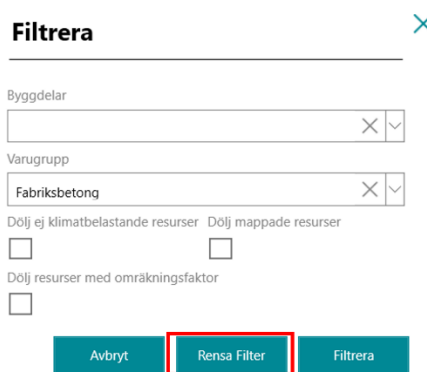 Filtrera
Byggdelar
Varugrupp
Fabriksbetong
Dölj ej klimatbelastande resurser Dölj mappade resurser
Dölj resurser med omräkningsfaktor
Avbryt Rensa Filter Filtrera